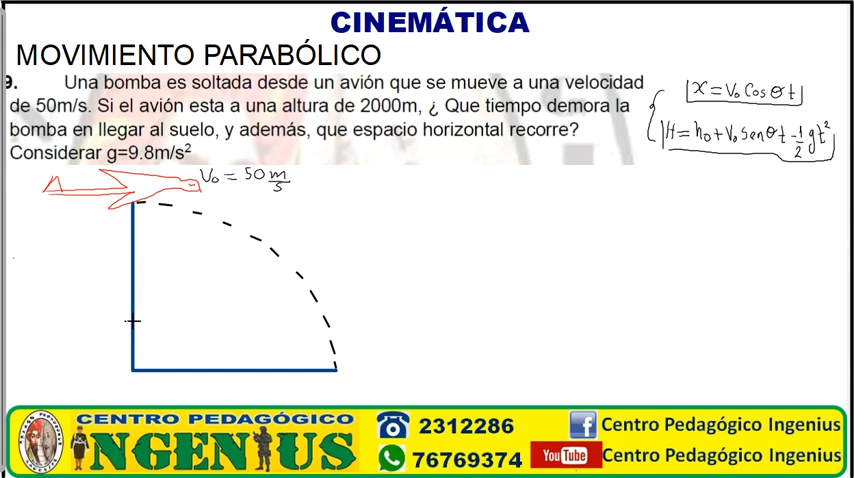 CINEMÁTICA
MOVIMIENTO PARABÓLICO
9. Una bomba es soltada desde un avión que se mueve a una velocidad
de 50m/s. Si el avión esta a una altura de 2000m, ¿ Que tiempo demora la
bomba en llegar al suelo, y además, que espacio horizontal recorre?
Considerar g=9.8m/s²
x = V₀ Cos θ t
H = h₀ + V₀ sen θ t - 1/2 g t²
V₀ = 50 m/s
CENTRO PEDAGÓGICO
INGENIUS
2312286
76769374
Centro Pedagógico Ingenius
You Tube Centro Pedagógico Ingenius